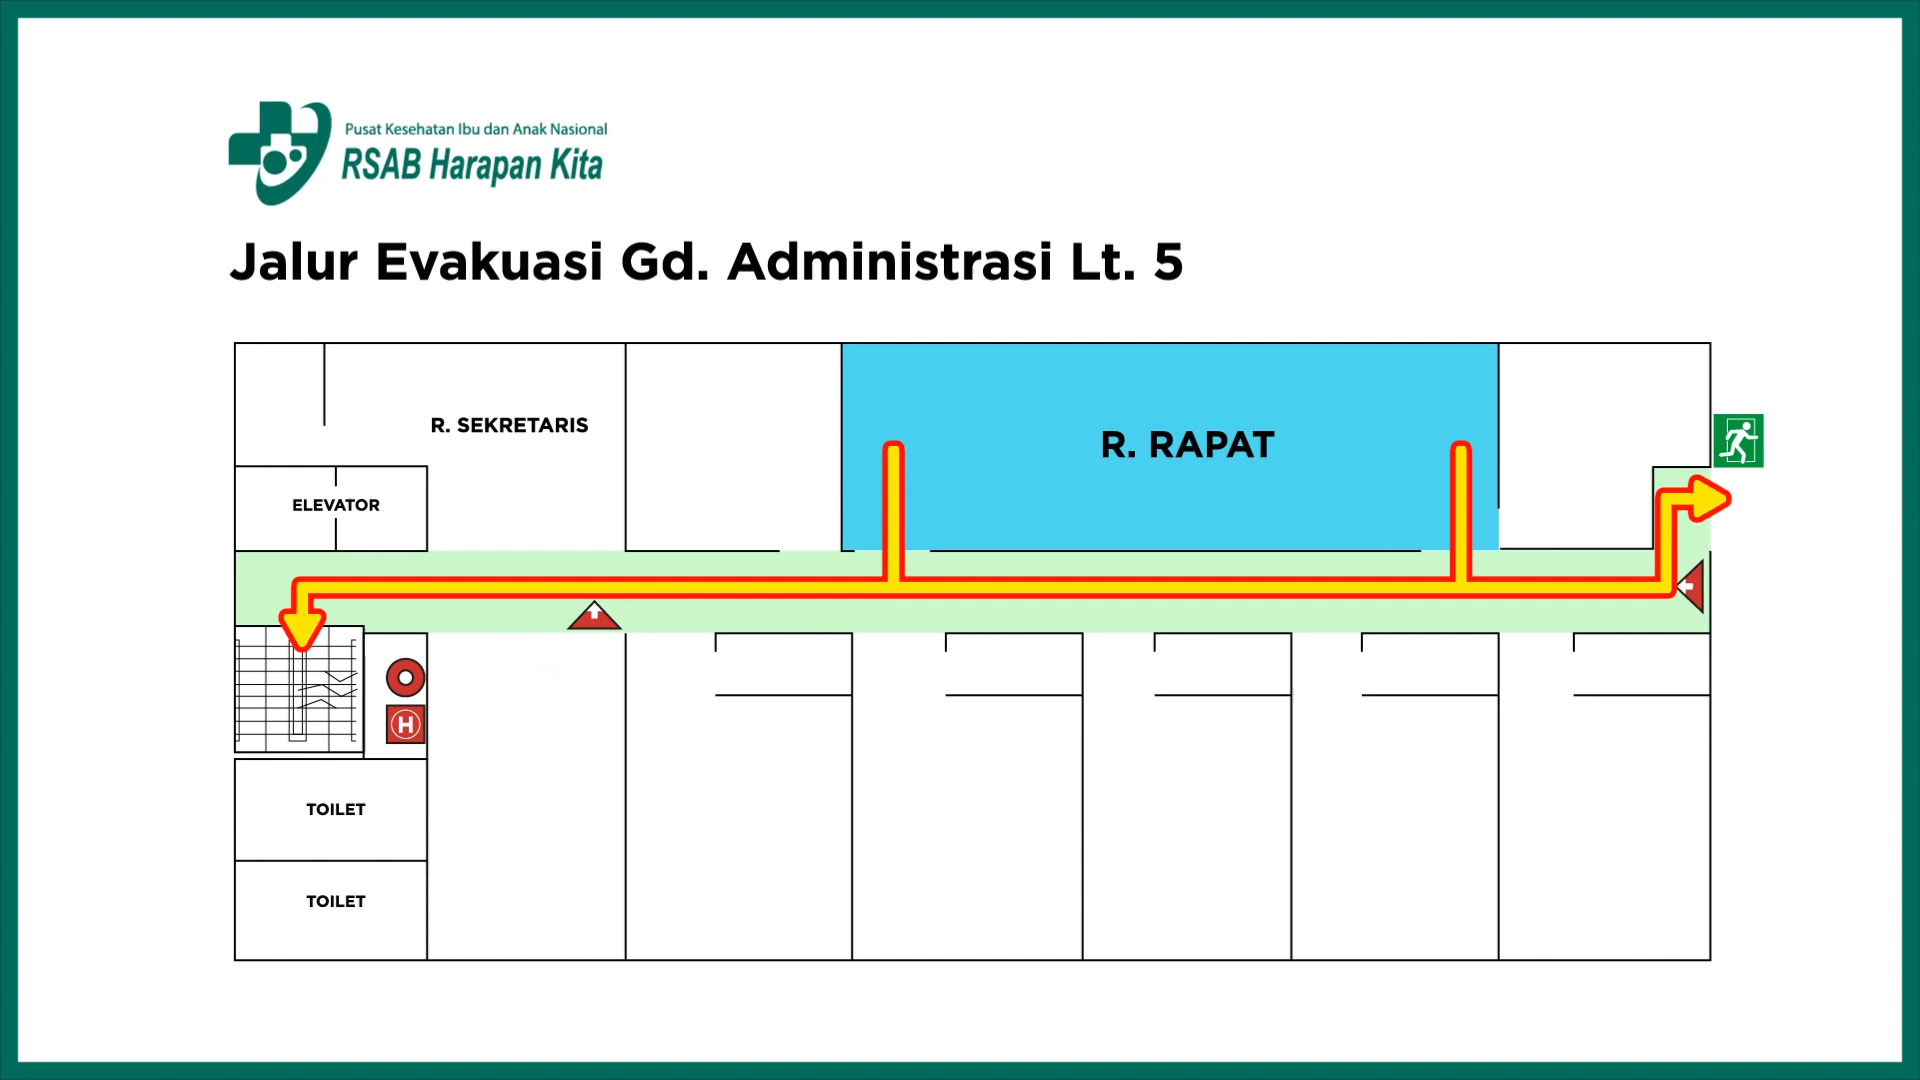 Pusat Kesehatan Ibu dan Anak Nasional
RSAB Harapan Kita
Jalur Evakuasi Gd. Administrasi Lt. 5
R. SEKRETARIS
R. RAPAT
ELEVATOR
H
TOILET
TOILET